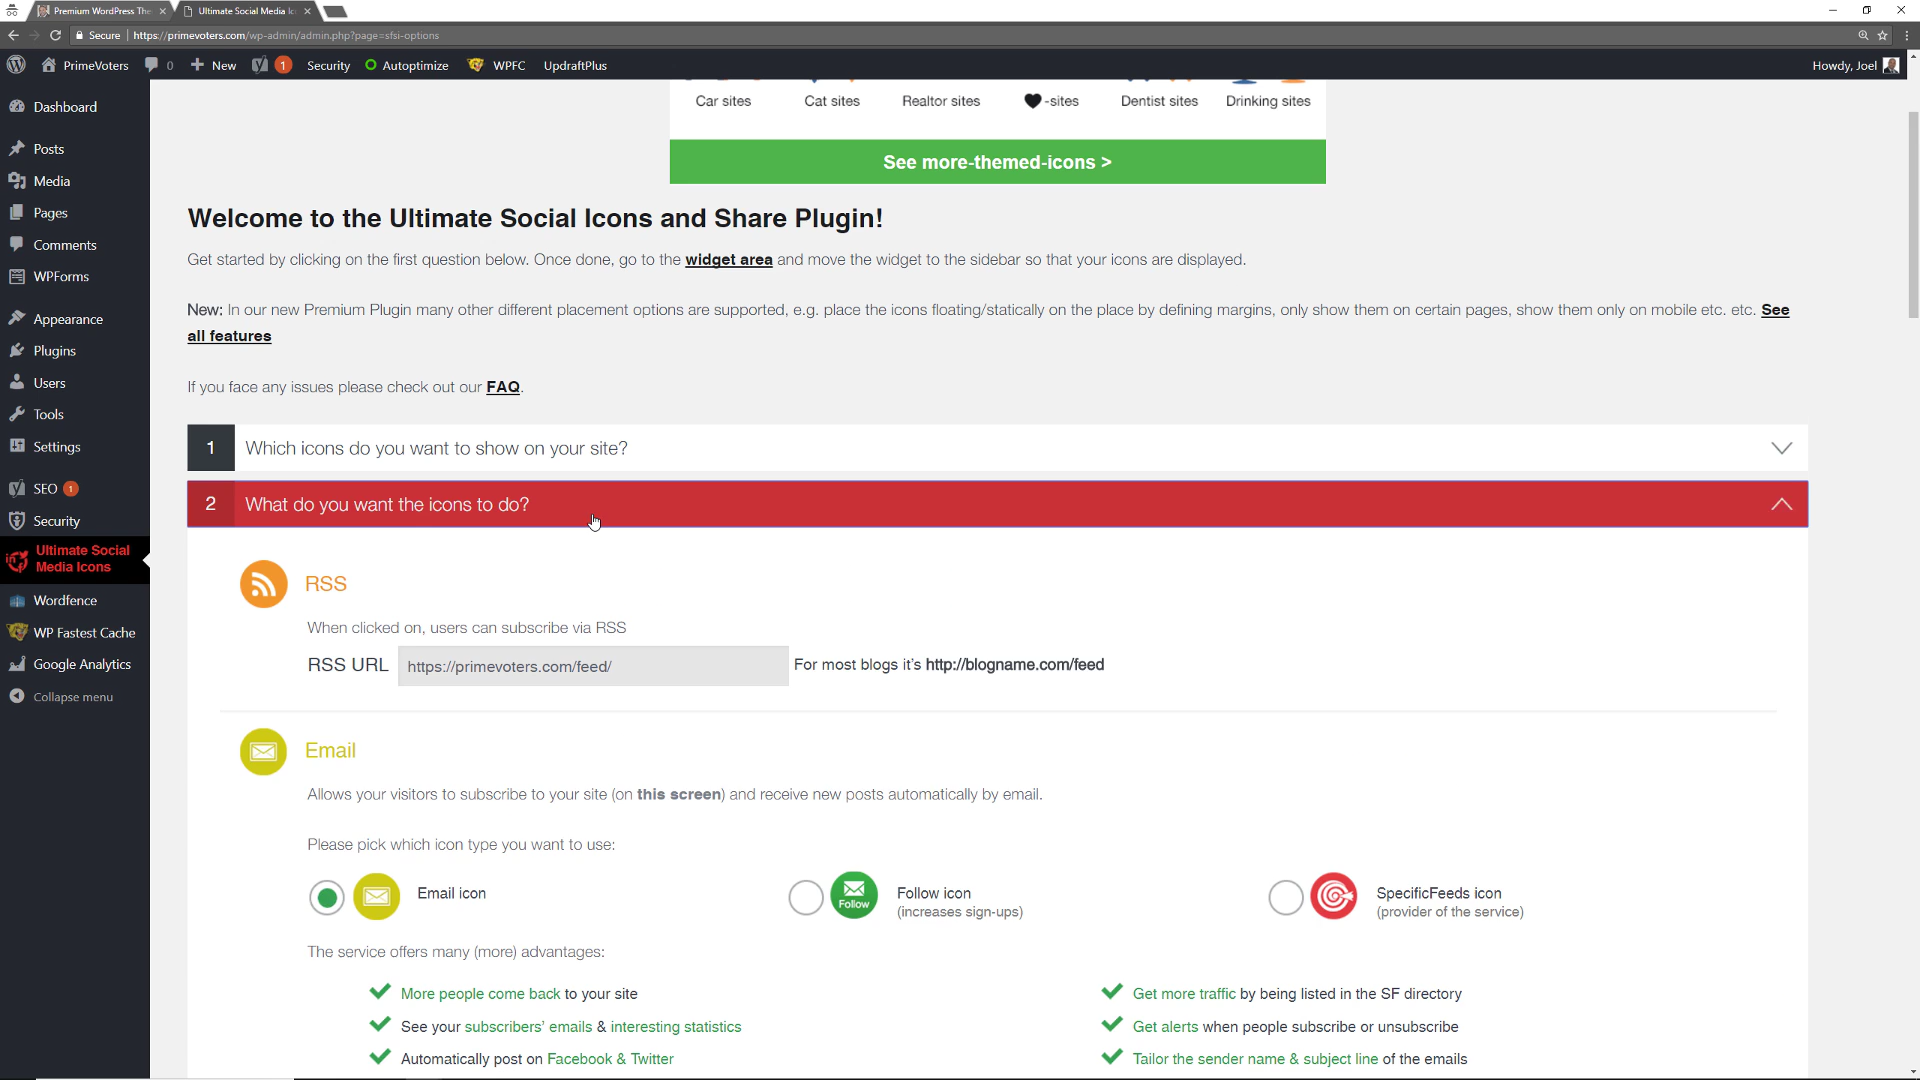 Premium WordPress The
Ultimate Social Media Ic
Secure https://primevoters.com/wp-admin/admin.php?page=sfsi-options
PrimeVoters 0 New 1 Security Autoptimize WPFC UpdraftPlus Howdy, Joel
Dashboard
Posts
Media
Pages
Comments
WPForms
Appearance
Plugins
Users
Tools
Settings
SEO 1
Security
Ultimate Social
Media Icons
Wordfence
WP Fastest Cache
Google Analytics
Collapse menu
Car sites Cat sites Realtor sites -sites Dentist sites Drinking sites
See more-themed-icons >
Welcome to the Ultimate Social Icons and Share Plugin!
Get started by clicking on the first question below. Once done, go to the widget area and move the widget to the sidebar so that your icons are displayed.
New: In our new Premium Plugin many other different placement options are supported, e.g. place the icons floating/statically on the place by defining margins, only show them on certain pages, show them only on mobile etc. etc. See
all features
If you face any issues please check out our FAQ.
1 Which icons do you want to show on your site?
2 What do you want the icons to do?
RSS
When clicked on, users can subscribe via RSS
RSS URL https://primevoters.com/feed/ For most blogs it's http://blogname.com/feed
Email
Allows your visitors to subscribe to your site (on this screen) and receive new posts automatically by email.
Please pick which icon type you want to use:
Email icon
Follow
Follow icon
(increases sign-ups)
SpecificFeeds icon
(provider of the service)
The service offers many (more) advantages:
More people come back to your site
Get more traffic by being listed in the SF directory
See your subscribers' emails & interesting statistics
Get alerts when people subscribe or unsubscribe
Automatically post on Facebook & Twitter
Tailor the sender name & subject line of the emails